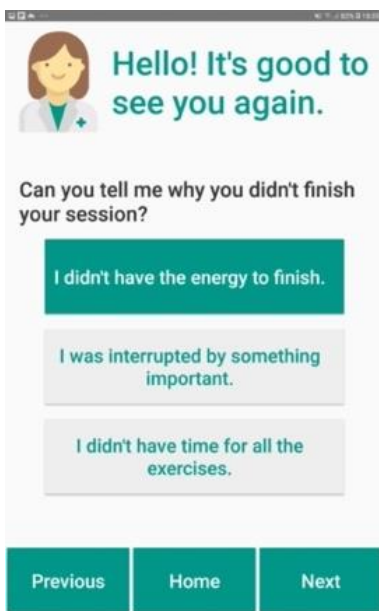 Hello! It's good to
see you again.
Can you tell me why you didn't finish
your session?
I didn't have the energy to finish.
I was interrupted by something
important.
I didn't have time for all the
exercises.
Previous
Home
Next